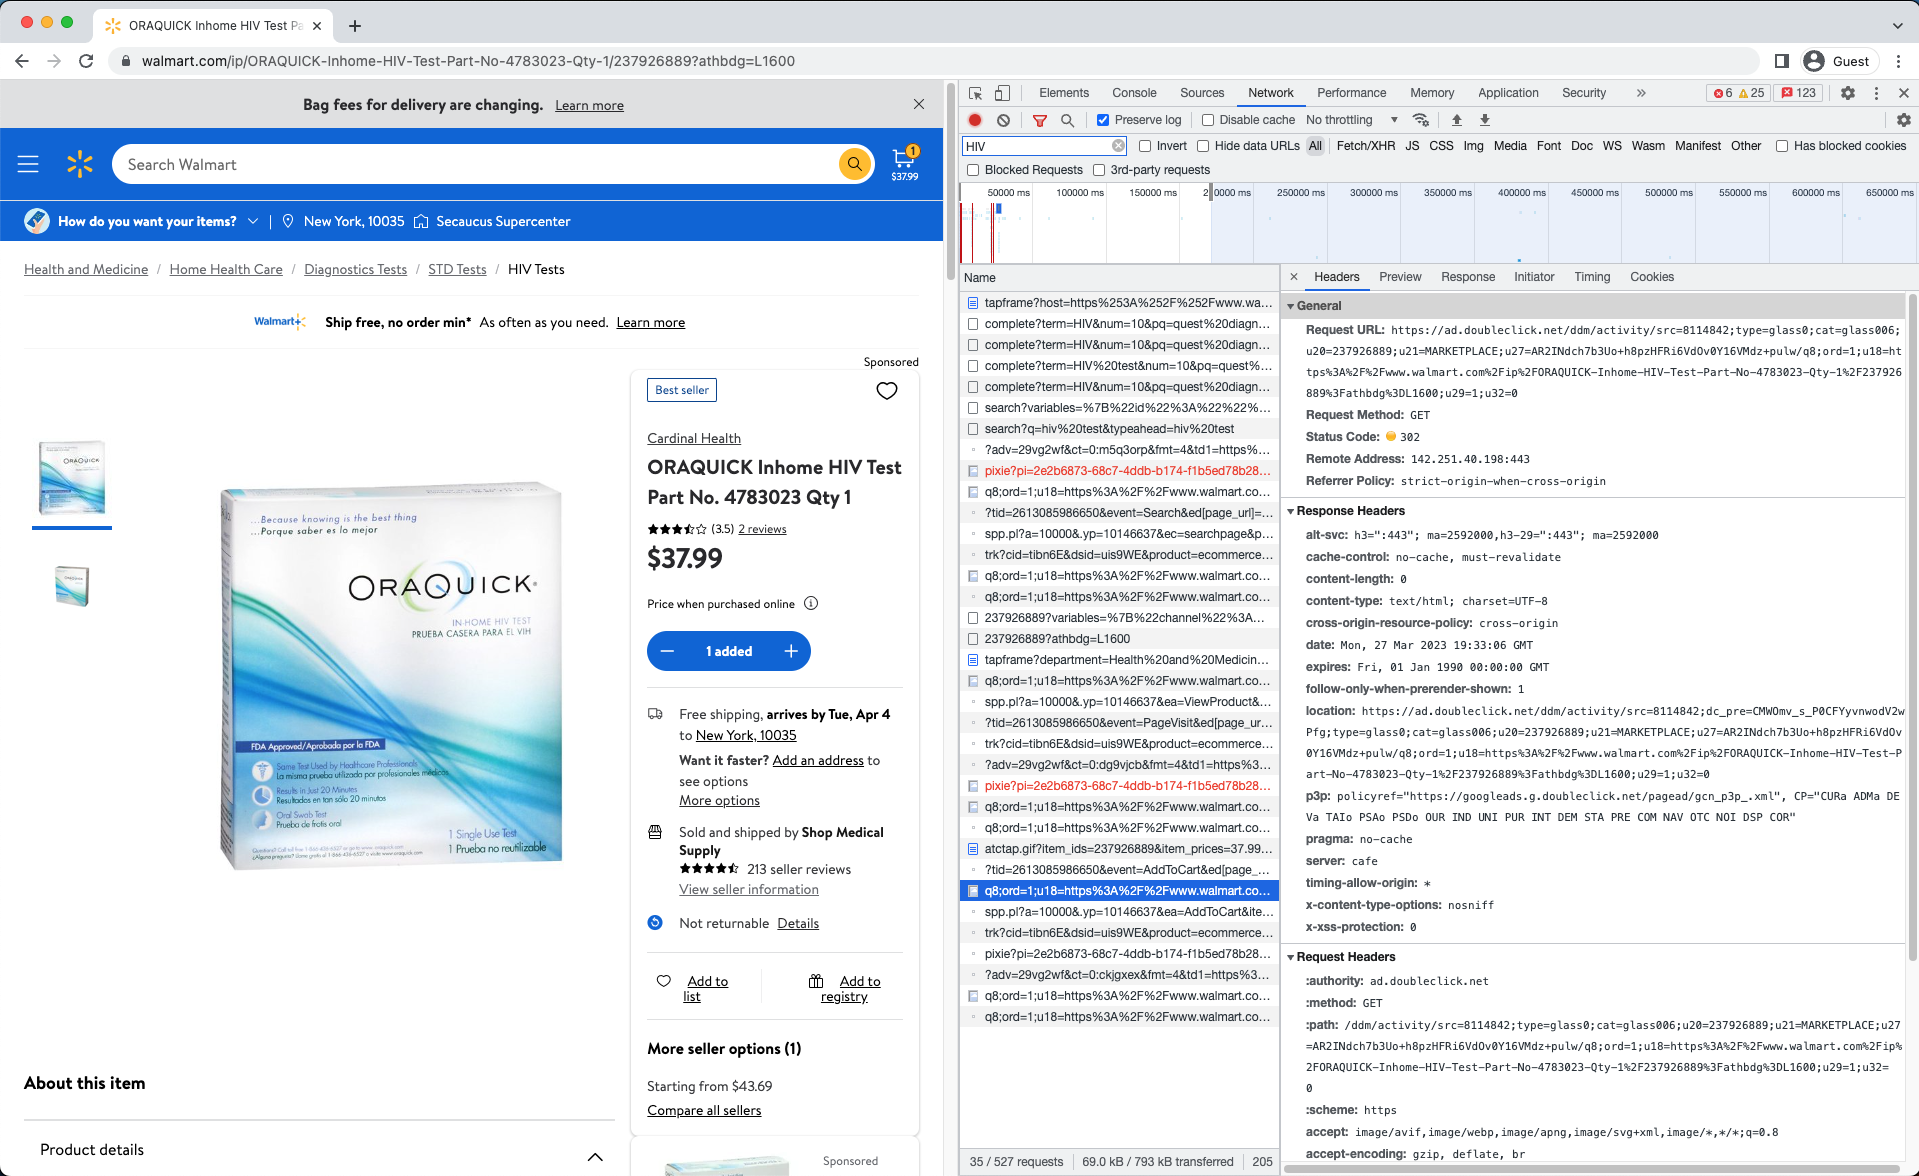 ORAQUICK Inhome HIV Test Pa
walmart.com/ip/ORAQUICK-Inhome-HIV-Test-Part-No-4783023-Qty-1/237926889?athbdg=L1600
Guest
Bag fees for delivery are changing. Learn more
Search Walmart
1
$37.99
How do you want your items? | New York, 10035 Secaucus Supercenter
Health and Medicine / Home Health Care / Diagnostics Tests / STD Tests / HIV Tests
Walmart+ Ship free, no order min* As often as you need. Learn more
Sponsored
Best seller
Cardinal Health
ORAQUICK Inhome HIV Test
Part No. 4783023 Qty 1
(3.5) 2 reviews
$37.99
Price when purchased online
1 added
Free shipping, arrives by Tue, Apr 4
to New York, 10035
Want it faster? Add an address to
see options
More options
Sold and shipped by Shop Medical
Supply
213 seller reviews
View seller information
Not returnable Details
Add to
list
Add to
registry
More seller options (1)
Starting from $43.69
Compare all sellers
Sponsored
ORAQUICK
...Because knowing is the best thing
...Porque saber es lo mejor
ORAQUICK
IN-HOME HIV TEST
PRUEBA CASERA PARA EL VIH
FDA Approved/Aprobada por la FDA
Same Test Used by Healthcare Professionals
La misma prueba utilizada por profesionales médicos
Results in Just 20 Minutes
Resultados en tan sólo 20 minutos
Oral Swab Test
Prueba de frotis oral
1 Single Use Test
1 Prueba no reutilizable
About this item
Product details
Elements Console Sources Network Performance Memory Application Security » 6 25 123
Preserve log Disable cache No throttling
HIV Invert Hide data URLs All Fetch/XHR JS CSS Img Media Font Doc WS Wasm Manifest Other Has blocked cookies
Blocked Requests 3rd-party requests
50000 ms 100000 ms 150000 ms 2 0000 ms 250000 ms 300000 ms 350000 ms 400000 ms 450000 ms 500000 ms 550000 ms 600000 ms 650000 ms
Name
tapframe?host=https%253A%252F%252Fwww.wa...
complete?term=HIV&num=10&pq=quest%20diagn...
complete?term=HIV&num=10&pq=quest%20diagn...
complete?term=HIV%20test&num=10&pq=quest%...
complete?term=HIV&num=10&pq=quest%20diagn...
search?variables=%7B%22id%22%3A%22%22%...
search?q=hiv%20test&typeahead=hiv%20test
?adv=29vg2wf&ct=0:m5q3orp&fmt=4&td1=https%...
pixie?pi=2e2b6873-68c7-4ddb-b174-f1b5ed78b28...
q8;ord=1;u18=https%3A%2F%2Fwww.walmart.co...
?tid=2613085986650&event=Search&ed[page_url]=...
spp.pl?a=10000&.yp=10146637&ec=searchpage&p...
trk?cid=tibn6E&dsid=uis9WE&product=ecommerce...
q8;ord=1;u18=https%3A%2F%2Fwww.walmart.co...
q8;ord=1;u18=https%3A%2F%2Fwww.walmart.co...
237926889?variables=%7B%22channel%22%3A...
237926889?athbdg=L1600
tapframe?department=Health%20and%20Medicin...
q8;ord=1;u18=https%3A%2F%2Fwww.walmart.co...
spp.pl?a=10000&.yp=10146637&ea=ViewProduct&...
?tid=2613085986650&event=PageVisit&ed[page_ur...
trk?cid=tibn6E&dsid=uis9WE&product=ecommerce...
?adv=29vg2wf&ct=0:dg9vjcb&fmt=4&td1=https%3...
pixie?pi=2e2b6873-68c7-4ddb-b174-f1b5ed78b28...
q8;ord=1;u18=https%3A%2F%2Fwww.walmart.co...
q8;ord=1;u18=https%3A%2F%2Fwww.walmart.co...
atctap.gif?item_ids=237926889&item_prices=37.99...
?tid=2613085986650&event=AddToCart&ed[page_...
q8;ord=1;u18=https%3A%2F%2Fwww.walmart.co...
spp.pl?a=10000&.yp=10146637&ea=AddToCart&ite...
trk?cid=tibn6E&dsid=uis9WE&product=ecommerce...
pixie?pi=2e2b6873-68c7-4ddb-b174-f1b5ed78b28...
?adv=29vg2wf&ct=0:ckjgxex&fmt=4&td1=https%3...
q8;ord=1;u18=https%3A%2F%2Fwww.walmart.co...
q8;ord=1;u18=https%3A%2F%2Fwww.walmart.co...
35 / 527 requests 69.0 kB / 793 kB transferred 205
Headers Preview Response Initiator Timing Cookies
General
Request URL: https://ad.doubleclick.net/ddm/activity/src=8114842;type=glass0;cat=glass006;
u20=237926889;u21=MARKETPLACE;u27=AR2INdch7b3Uo+h8pzHFRi6VdOv0Y16VMdz+pulw/q8;ord=1;u18=ht
tps%3A%2F%2Fwww.walmart.com%2Fip%2FORAQUICK-Inhome-HIV-Test-Part-No-4783023-Qty-1%2F237926
889%3Fathbdg%3DL1600;u29=1;u32=0
Request Method: GET
Status Code: 302
Remote Address: 142.251.40.198:443
Referrer Policy: strict-origin-when-cross-origin
Response Headers
alt-svc: h3=":443"; ma=2592000,h3-29=":443"; ma=2592000
cache-control: no-cache, must-revalidate
content-length: 0
content-type: text/html; charset=UTF-8
cross-origin-resource-policy: cross-origin
date: Mon, 27 Mar 2023 19:33:06 GMT
expires: Fri, 01 Jan 1990 00:00:00 GMT
follow-only-when-prerender-shown: 1
location: https://ad.doubleclick.net/ddm/activity/src=8114842;dc_pre=CMWOmv_s_P0CFYyvnwodV2w
Pfg;type=glass0;cat=glass006;u20=237926889;u21=MARKETPLACE;u27=AR2INdch7b3Uo+h8pzHFRi6VdOv
0Y16VMdz+pulw/q8;ord=1;u18=https%3A%2F%2Fwww.walmart.com%2Fip%2FORAQUICK-Inhome-HIV-Test-P
art-No-4783023-Qty-1%2F237926889%3Fathbdg%3DL1600;u29=1;u32=0
p3p: policyref="https://googleads.g.doubleclick.net/pagead/gcn_p3p_.xml", CP="CURa ADMa DE
Va TAIo PSAo PSDo OUR IND UNI PUR INT DEM STA PRE COM NAV OTC NOI DSP COR"
pragma: no-cache
server: cafe
timing-allow-origin: *
x-content-type-options: nosniff
x-xss-protection: 0
Request Headers
:authority: ad.doubleclick.net
:method: GET
:path: /ddm/activity/src=8114842;type=glass0;cat=glass006;u20=237926889;u21=MARKETPLACE;u27
=AR2INdch7b3Uo+h8pzHFRi6VdOv0Y16VMdz+pulw/q8;ord=1;u18=https%3A%2F%2Fwww.walmart.com%2Fip%
2FORAQUICK-Inhome-HIV-Test-Part-No-4783023-Qty-1%2F237926889%3Fathbdg%3DL1600;u29=1;u32=
0
:scheme: https
accept: image/avif,image/webp,image/apng,image/svg+xml,image/*,*/*;q=0.8
accept-encoding: gzip, deflate, br